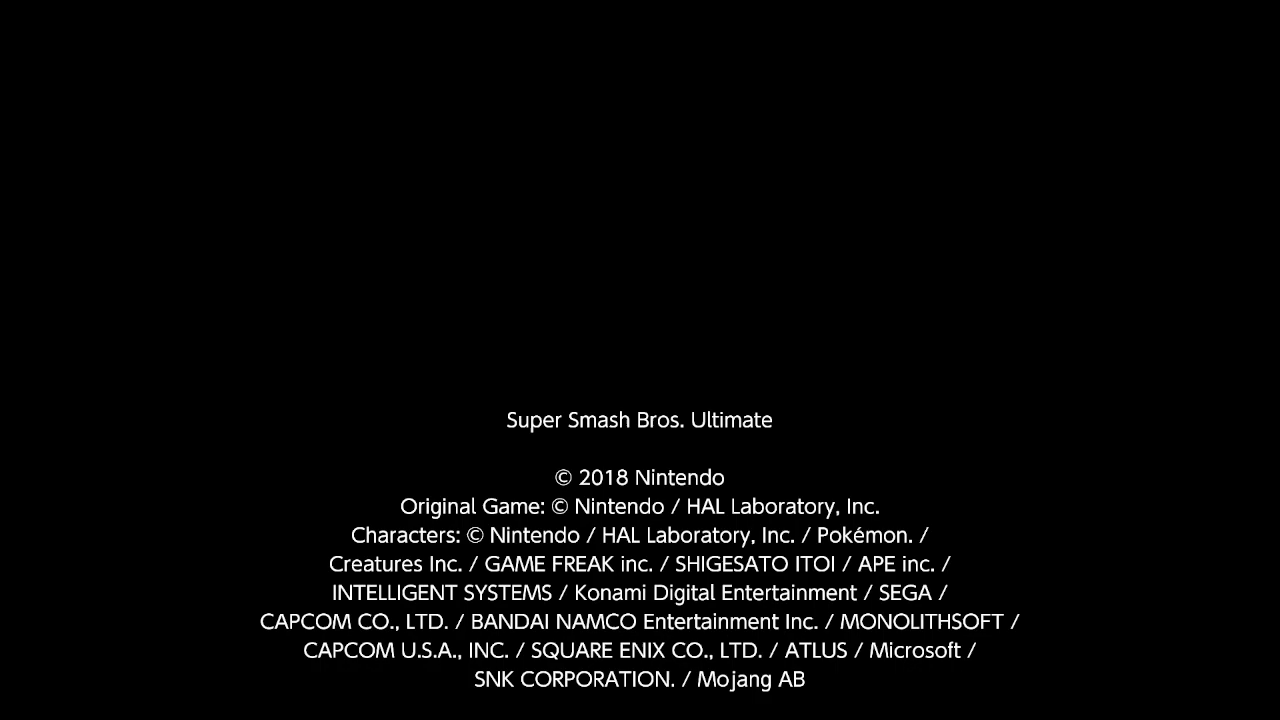 Super Smash Bros. Ultimate
© 2018 Nintendo
Original Game: © Nintendo / HAL Laboratory, Inc.
Characters: © Nintendo / HAL Laboratory, Inc. / Pokémon. /
Creatures Inc. / GAME FREAK inc. / SHIGESATO ITOI / APE inc. /
INTELLIGENT SYSTEMS / Konami Digital Entertainment / SEGA /
CAPCOM CO., LTD. / BANDAI NAMCO Entertainment Inc. / MONOLITHSOFT /
CAPCOM U.S.A., INC. / SQUARE ENIX CO., LTD. / ATLUS / Microsoft /
SNK CORPORATION. / Mojang AB